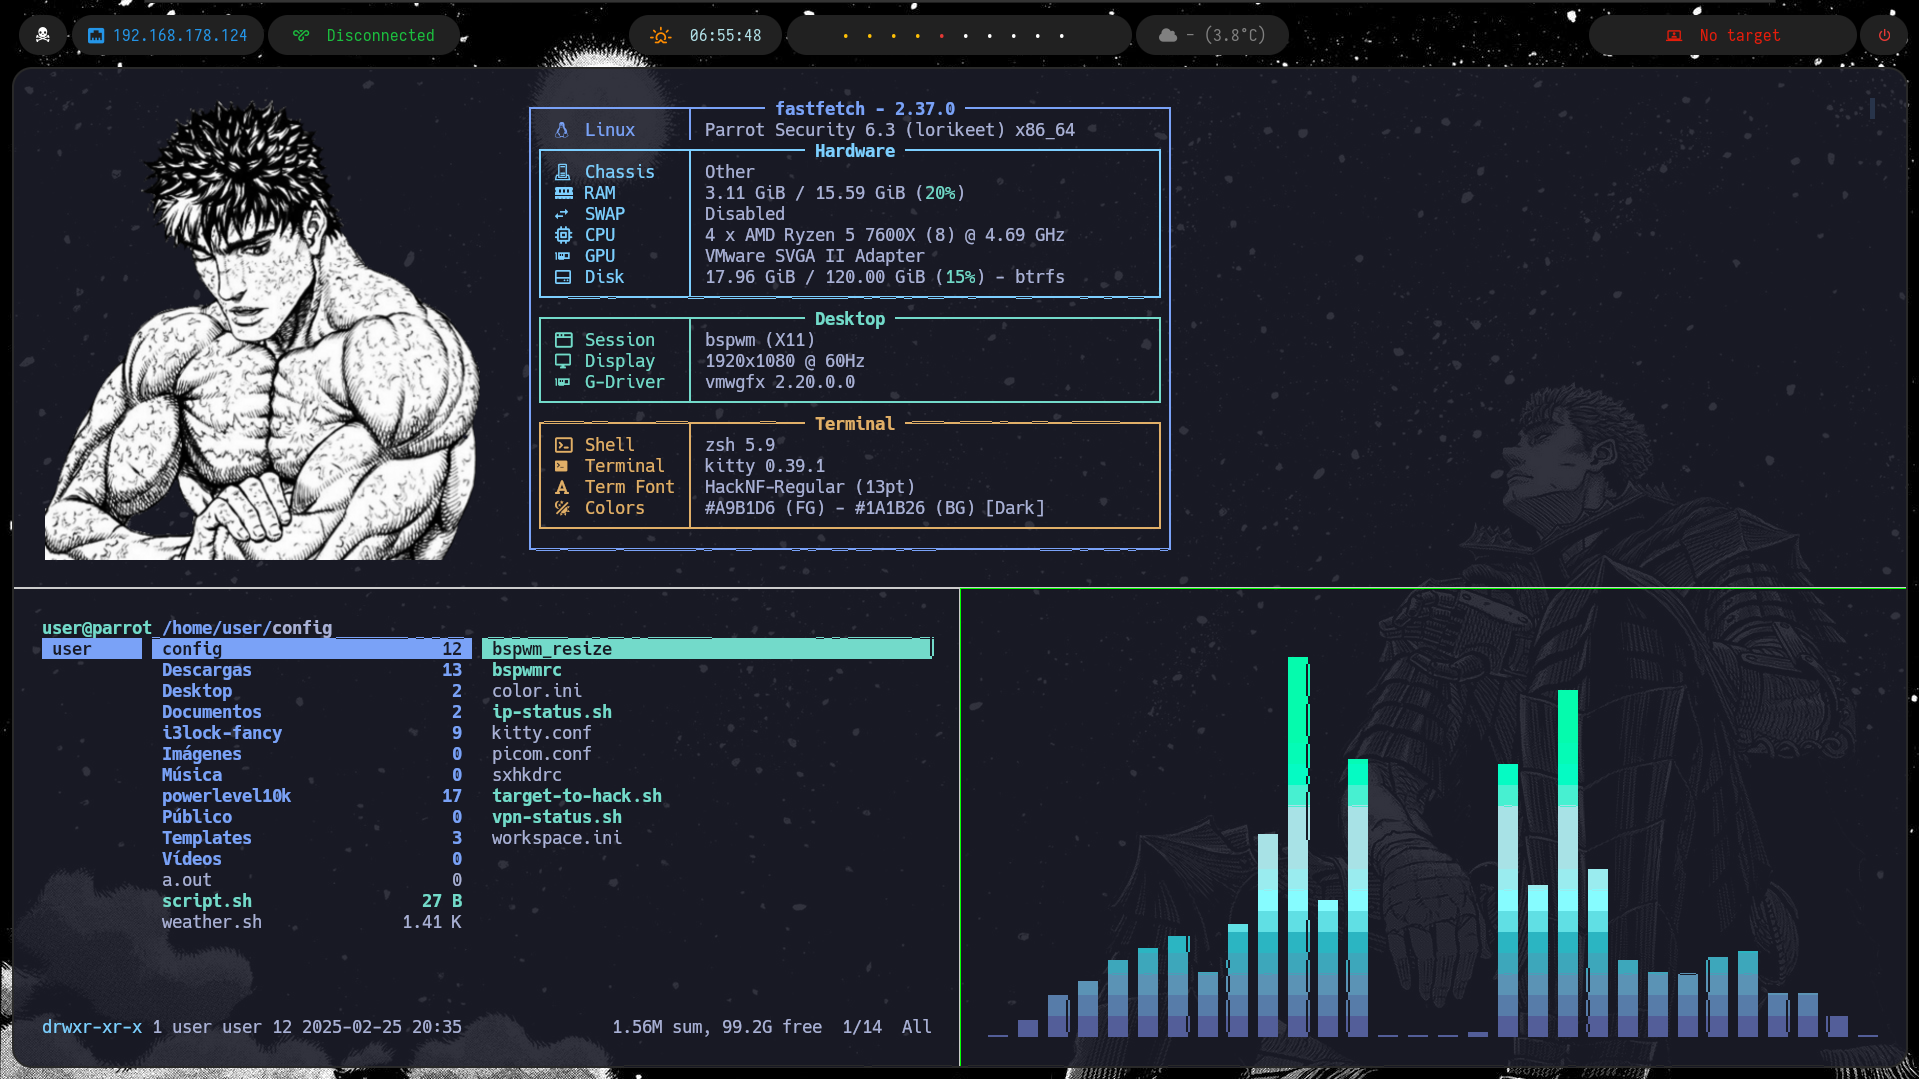 192.168.178.124 Disconnected 06:55:48 - (3.8°C) No target
fastfetch - 2.37.0
Linux Parrot Security 6.3 (lorikeet) x86_64
Hardware
Chassis Other
RAM 3.11 GiB / 15.59 GiB (20%)
SWAP Disabled
CPU 4 x AMD Ryzen 5 7600X (8) @ 4.69 GHz
GPU VMware SVGA II Adapter
Disk 17.96 GiB / 120.00 GiB (15%) - btrfs
Desktop
Session bspwm (X11)
Display 1920x1080 @ 60Hz
G-Driver vmwgfx 2.20.0.0
Terminal
Shell zsh 5.9
Terminal kitty 0.39.1
Term Font HackNF-Regular (13pt)
Colors #A9B1D6 (FG) - #1A1B26 (BG) [Dark]
user@parrot /home/user/config
user config 12 bspwm_resize
Descargas 13 bspwmrc
Desktop 2 color.ini
Documentos 2 ip-status.sh
i3lock-fancy 9 kitty.conf
Imágenes 0 picom.conf
Música 0 sxhkdrc
powerlevel10k 17 target-to-hack.sh
Público 0 vpn-status.sh
Templates 3 workspace.ini
Vídeos 0
a.out 0
script.sh 27 B
weather.sh 1.41 K
drwxr-xr-x 1 user user 12 2025-02-25 20:35 1.56M sum, 99.2G free 1/14 All